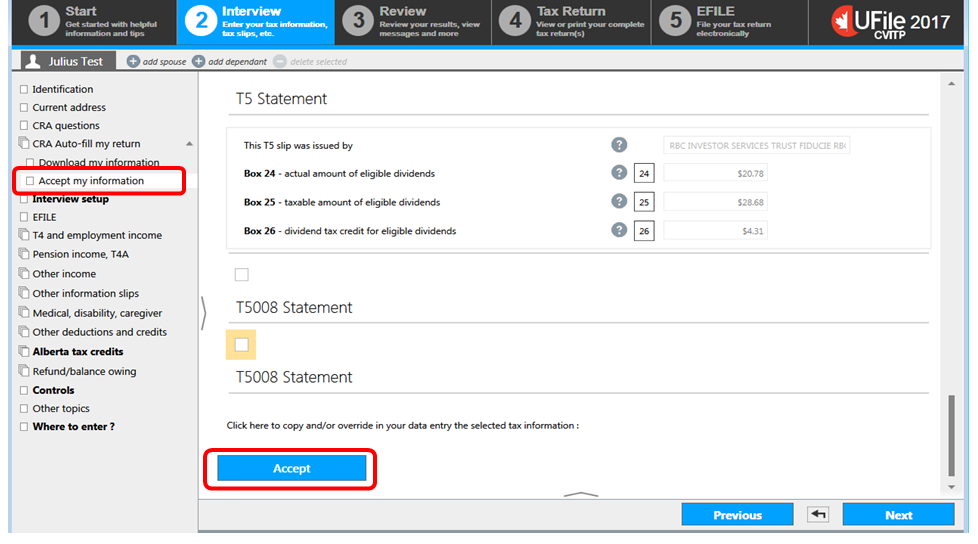 1 Start
Get started with helpful
information and tips
2 Interview
Enter your tax information,
tax slips, etc.
3 Review
Review your results, view
messages and more
4 Tax Return
View or print your complete
tax return(s)
5 EFILE
File your tax return
electronically
UFile 2017
CVITP
Julius Test
add spouse
add dependant
delete selected
Identification
Current address
CRA questions
CRA Auto-fill my return
Download my information
Accept my information
Interview setup
EFILE
T4 and employment income
Pension income, T4A
Other income
Other information slips
Medical, disability, caregiver
Other deductions and credits
Alberta tax credits
Refund/balance owing
Controls
Other topics
Where to enter ?
T5 Statement
This T5 slip was issued by ? RBC INVESTOR SERVICES TRUST FIDUCIE RB
Box 24 - actual amount of eligible dividends ? 24 $20.78
Box 25 - taxable amount of eligible dividends ? 25 $28.68
Box 26 - dividend tax credit for eligible dividends ? 26 $4.31
T5008 Statement
T5008 Statement
Click here to copy and/or override in your data entry the selected tax information :
Accept
Previous
Next